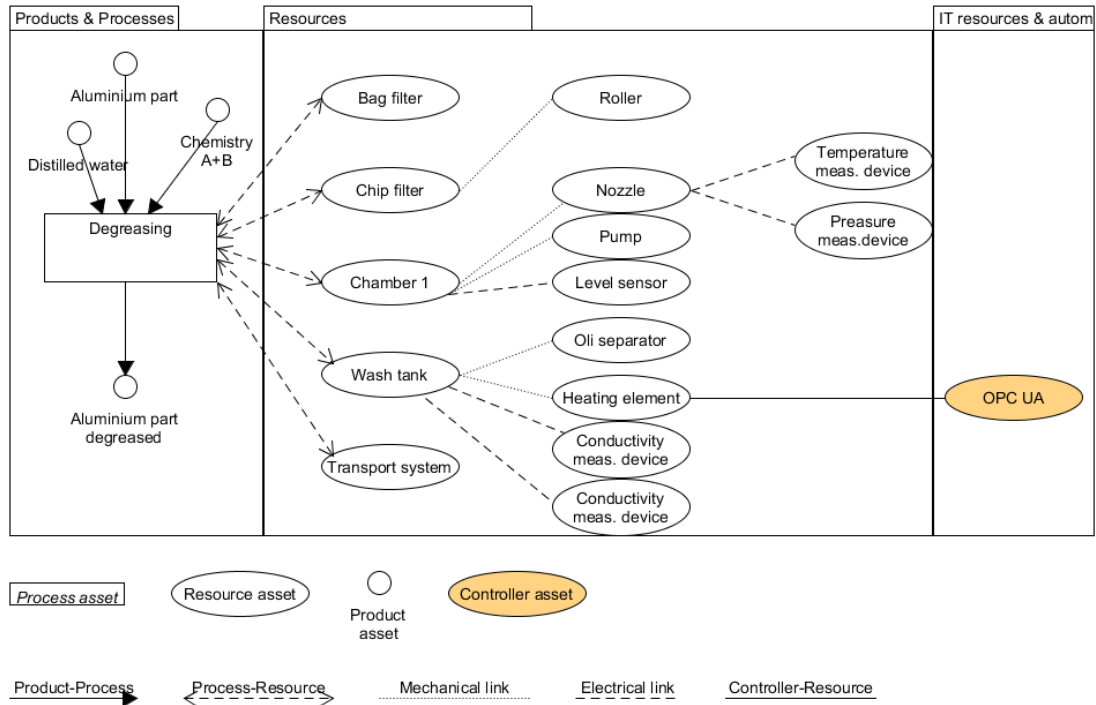 Products & Processes
Resources
IT resources & autom
Aluminium part
Chemistry
A+B
Distilled water
Degreasing
Aluminium part
degreased
Bag filter
Chip filter
Chamber 1
Wash tank
Transport system
Roller
Nozzle
Pump
Level sensor
Oli separator
Heating element
Conductivity
meas. device
Conductivity
meas. device
Temperature
meas. device
Preasure
meas.device
OPC UA
Process asset
Resource asset
Product
asset
Controller asset
Product-Process
Process-Resource
Mechanical link
Electrical link
Controller-Resource